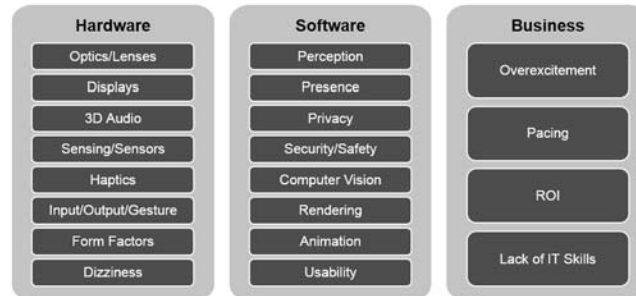 Hardware
Optics/Lenses
Displays
3D Audio
Sensing/Sensors
Haptics
Input/Output/Gesture
Form Factors
Dizziness
Software
Perception
Presence
Privacy
Security/Safety
Computer Vision
Rendering
Animation
Usability
Business
Overexcitement
Pacing
ROI
Lack of IT Skills